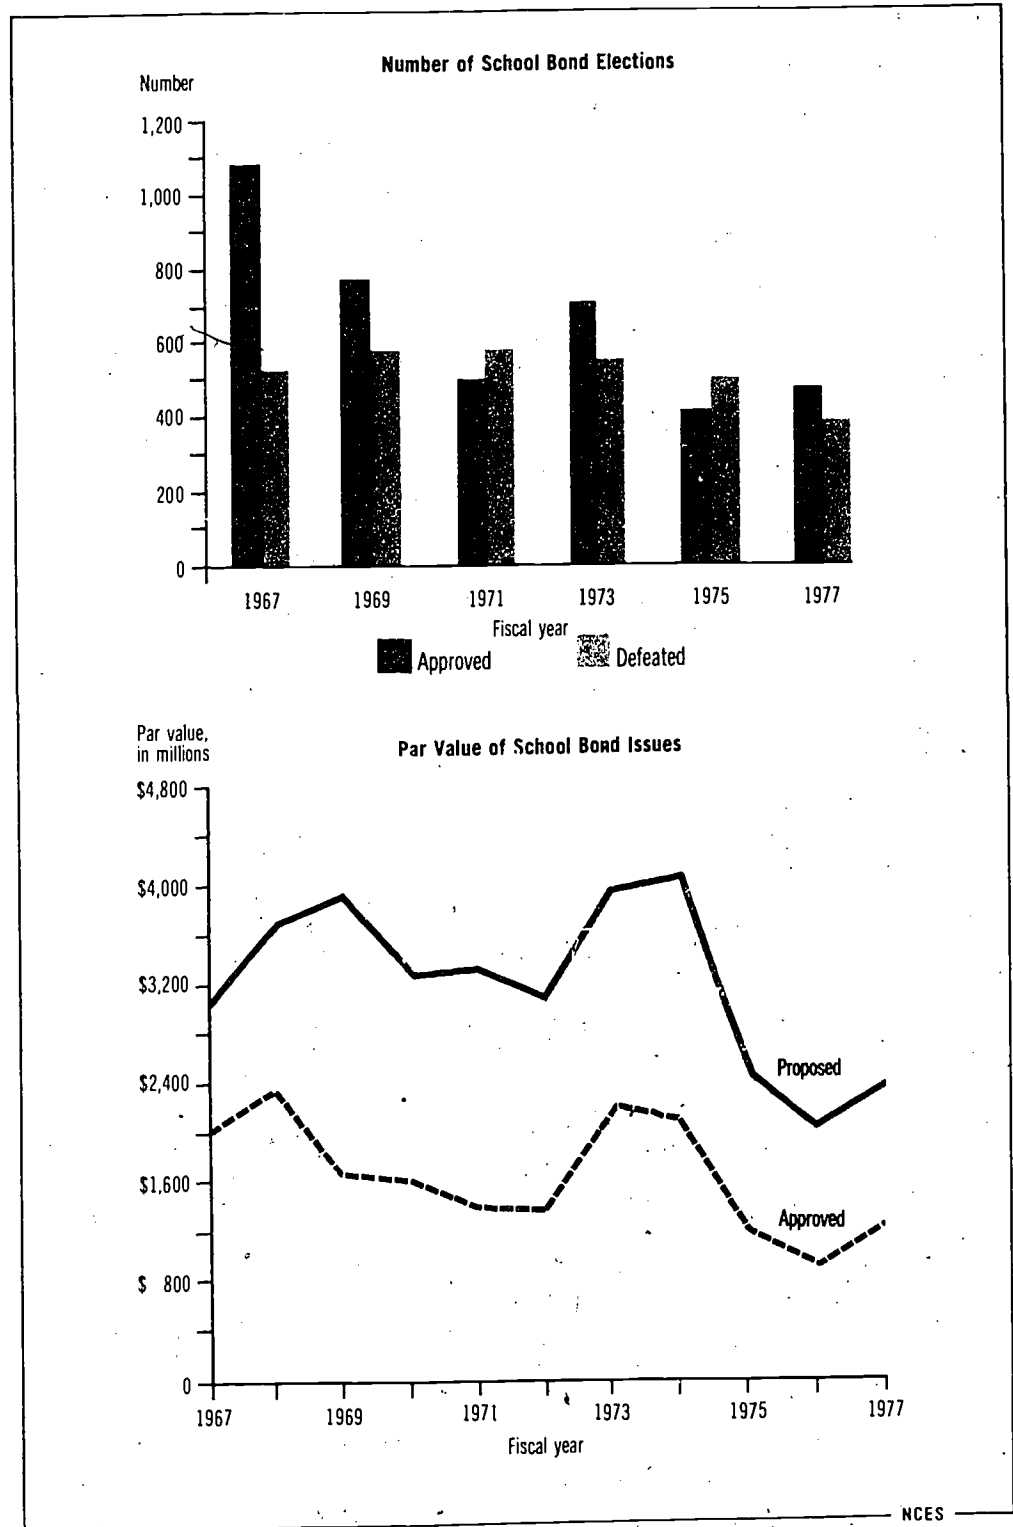 Number of School Bond Elections
Number
1,200
1,000
800
600
400
200
0
1967 1969 1971 1973 1975 1977
Fiscal year
Approved Defeated
Par value,
in millions
Par Value of School Bond Issues
$4,800
$4,000
$3,200
$2,400
$1,600
$ 800
0
Proposed
Approved
1967 1969 1971 1973 1975 1977
Fiscal year
NCES